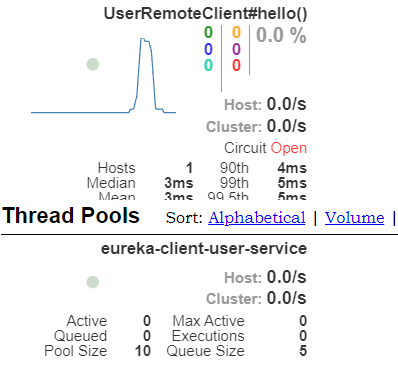 UserRemoteClient#hello()
0 0 0.0 %
0 0
0 0
Host: 0.0/s
Cluster: 0.0/s
Circuit Open
Hosts 1 90th 4ms
Median 3ms 99th 5ms
Mean 3ms 99.5th 5ms
Thread Pools Sort: Alphabetical | Volume |
eureka-client-user-service
Host: 0.0/s
Cluster: 0.0/s
Active 0 Max Active 0
Queued 0 Executions 0
Pool Size 10 Queue Size 5